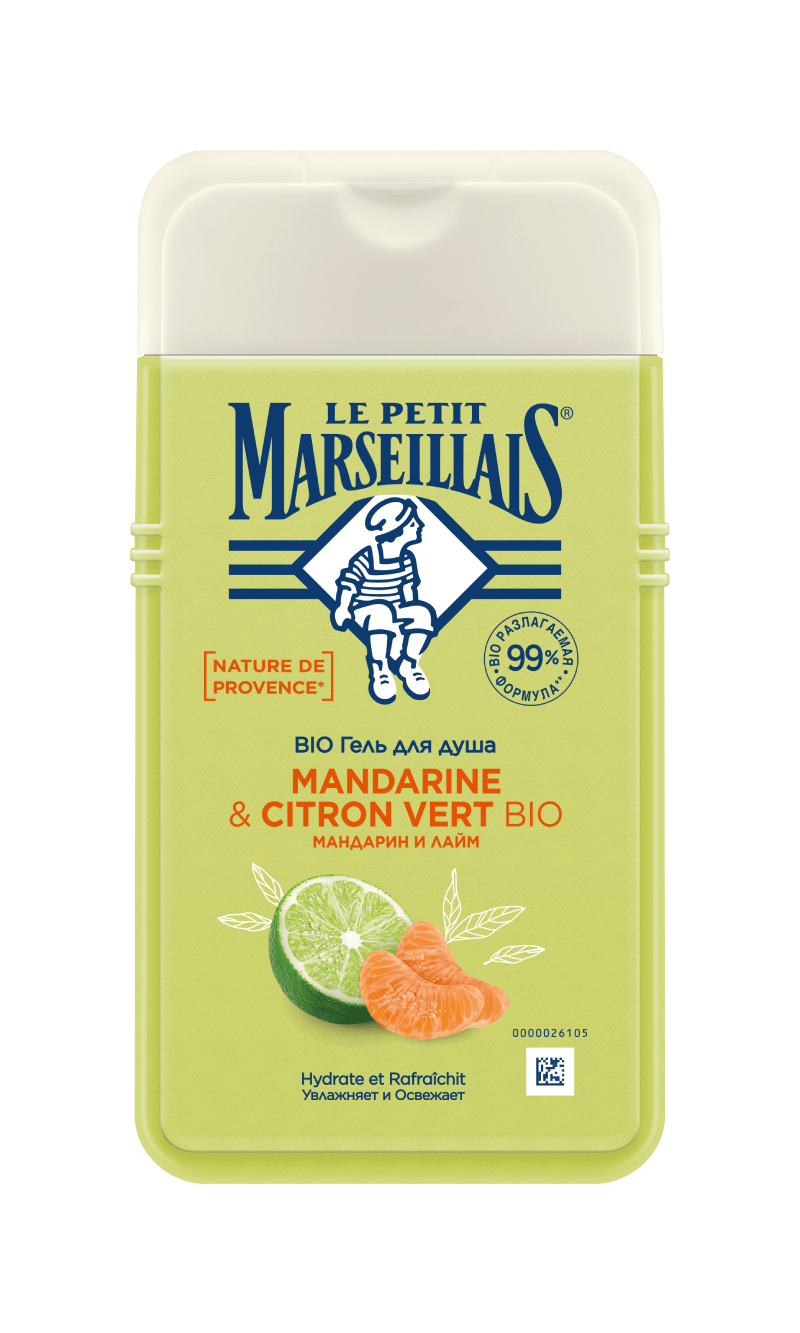 LE PETIT
MARSEILLAIS®
[NATURE DE
PROVENCE*]
• BIO РАЗЛАГАЕМАЯ •
99%
ФОРМУЛА**
BIO Гель для душа
MANDARINE
& CITRON VERT BIO
МАНДАРИН И ЛАЙМ
0000026105
Hydrate et Rafraîchit
Увлажняет и Освежает